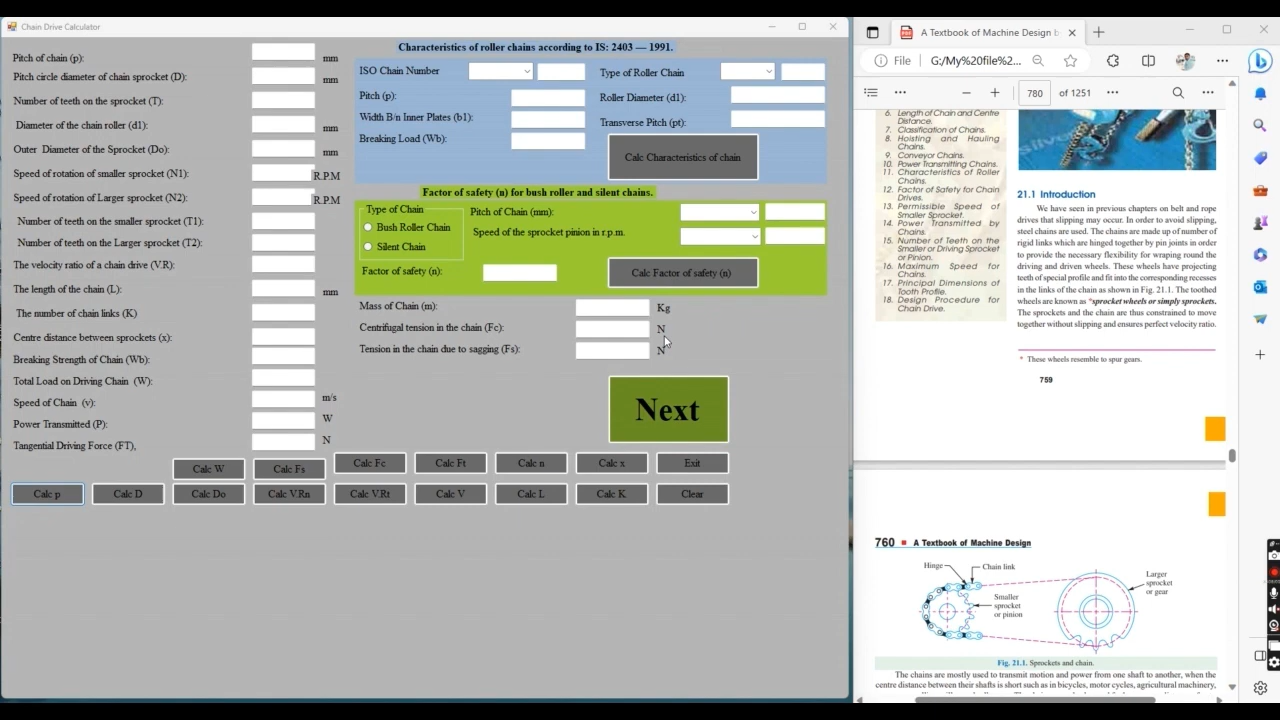 Chain Drive Calculator
Pitch of chain (p):
mm
Pitch circle diameter of chain sprocket (D):
mm
Number of teeth on the sprocket (T):
Diameter of the chain roller (d1):
mm
Outer Diameter of the Sprocket (Do):
mm
Speed of rotation of smaller sprocket (N1):
R.P.M
Speed of rotation of Larger sprocket (N2):
R.P.M
Number of teeth on the smaller sprocket (T1):
Number of teeth on the Larger sprocket (T2):
The velocity ratio of a chain drive (V.R):
The length of the chain (L):
mm
The number of chain links (K)
Centre distance between sprockets (x):
Breaking Strength of Chain (Wb):
Total Load on Driving Chain (W):
Speed of Chain (v):
m/s
Power Transmitted (P):
W
Tangential Driving Force (FT),
N
Characteristics of roller chains according to IS: 2403 — 1991.
ISO Chain Number
Type of Roller Chain
Pitch (p):
Roller Diameter (d1):
Width B/n Inner Plates (b1):
Transverse Pitch (pt):
Breaking Load (Wb):
Calc Characteristics of chain
Factor of safety (n) for bush roller and silent chains.
Type of Chain
Bush Roller Chain
Silent Chain
Pitch of Chain (mm):
Speed of the sprocket pinion in r.p.m.
Factor of safety (n):
Calc Factor of safety (n)
Mass of Chain (m):
Kg
Centrifugal tension in the chain (Fc):
N
Tension in the chain due to sagging (Fs):
N
Next
Calc W
Calc Fs
Calc Fc
Calc Ft
Calc n
Calc x
Exit
Calc p
Calc D
Calc Do
Calc V.Rn
Calc V.Rt
Calc V
Calc L
Calc K
Clear
A Textbook of Machine Design b
File
G:/My%20file%...
780
of 1251
6. Length of Chain and Centre
Distance.
7. Classification of Chains.
8. Hoisting and Hauling
Chains.
9. Conveyor Chains.
10. Power Transmitting Chains.
11. Characteristics of Roller
Chains.
12. Factor of Safety for Chain
Drives.
13. Permissible Speed of
Smaller Sprocket.
14. Power Transmitted by
Chains.
15. Number of Teeth on the
Smaller or Driving Sprocket
or Pinion.
16. Maximum Speed for
Chains.
17. Principal Dimensions of
Tooth Profile.
18. Design Procedure for
Chain Drive.
21.1 Introduction
We have seen in previous chapters on belt and rope
drives that slipping may occur. In order to avoid slipping,
steel chains are used. The chains are made up of number of
rigid links which are hinged together by pin joints in order
to provide the necessary flexibility for wraping round the
driving and driven wheels. These wheels have projecting
teeth of special profile and fit into the corresponding recesses
in the links of the chain as shown in Fig. 21.1. The toothed
wheels are known as *sprocket wheels or simply sprockets.
The sprockets and the chain are thus constrained to move
together without slipping and ensures perfect velocity ratio.
* These wheels resemble to spur gears.
759
760 ■ A Textbook of Machine Design
Hinge
Chain link
Larger
sprocket
or gear
Smaller
sprocket
or pinion
Fig. 21.1. Sprockets and chain.
The chains are mostly used to transmit motion and power from one shaft to another, when the
centre distance between their shafts is short such as in bicycles, motor cycles, agricultural machinery,